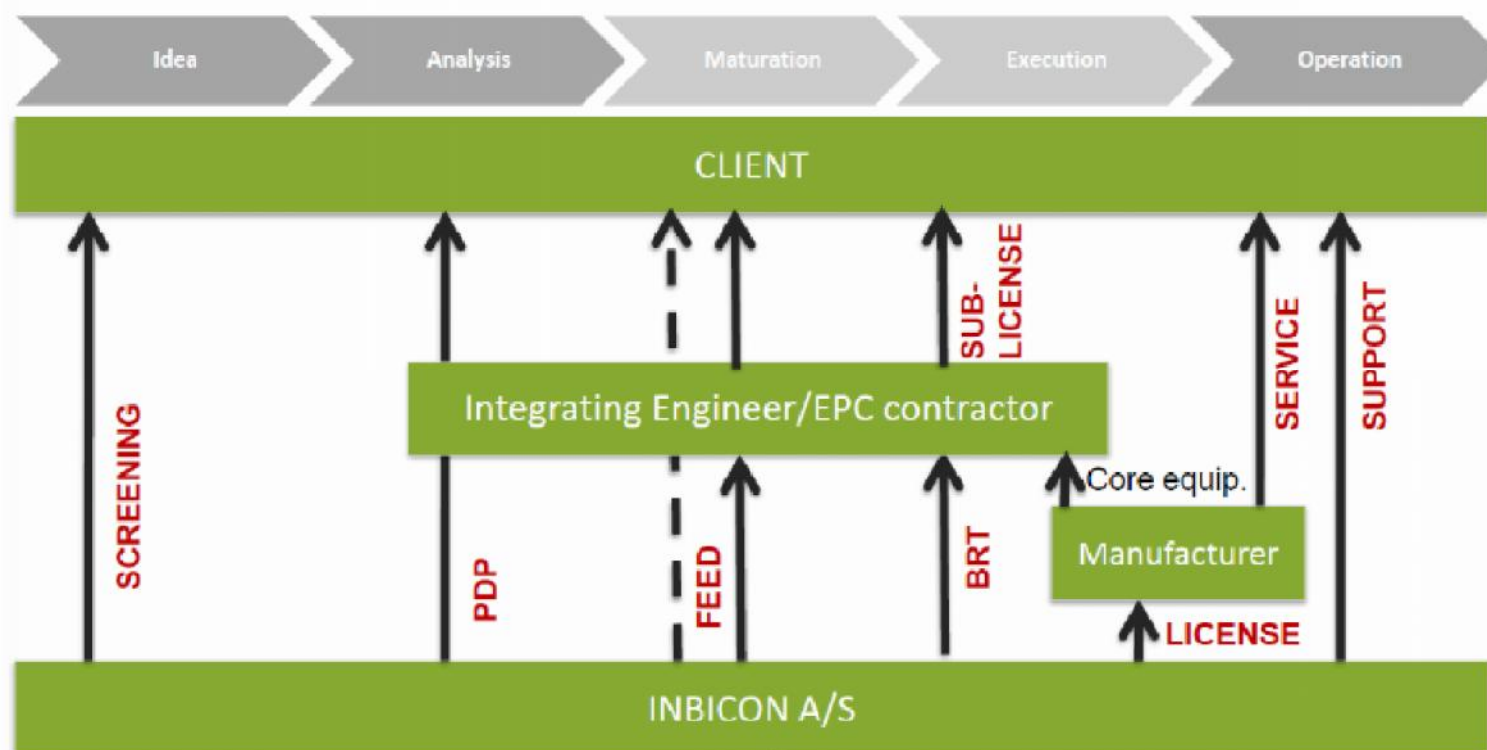 Idea
Analysis
Maturation
Execution
Operation
CLIENT
SUB-
LICENSE
SERVICE
SUPPORT
Integrating Engineer/EPC contractor
SCREENING
Core equip.
PDP
FEED
BRT
Manufacturer
LICENSE
INBICON A/S